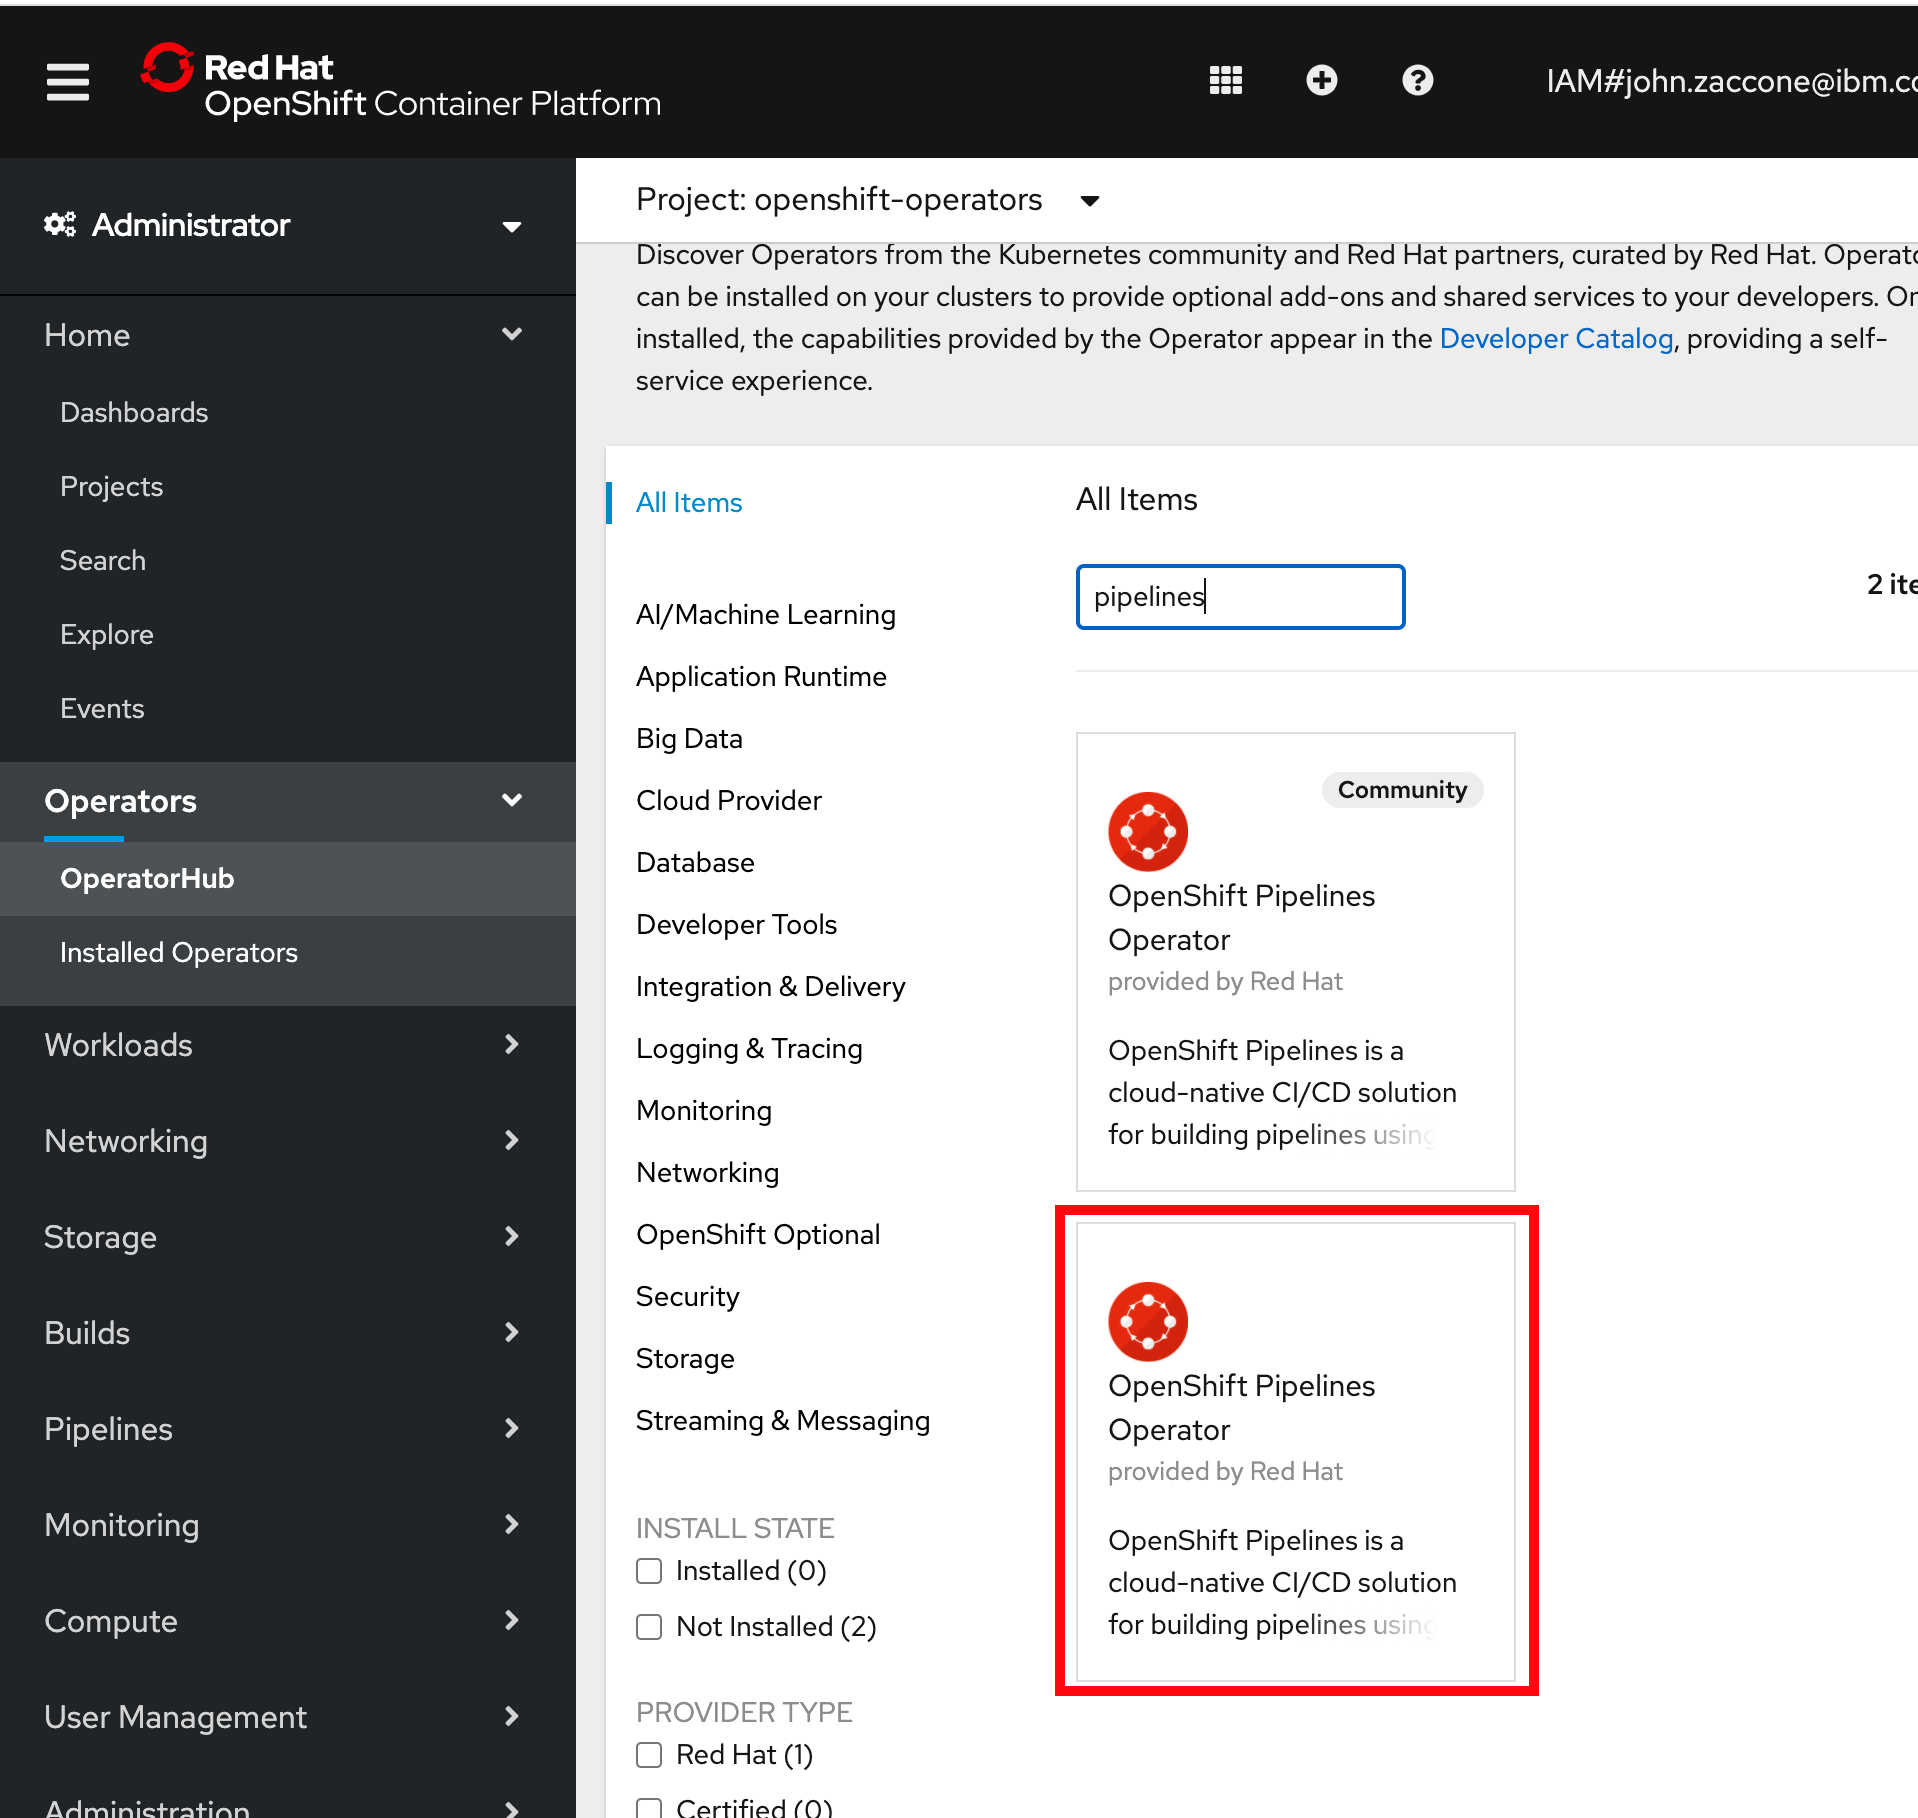 Red Hat
OpenShift Container Platform
IAM#john.zaccone@ibm.co
Administrator
Home
Dashboards
Projects
Search
Explore
Events
Operators
OperatorHub
Installed Operators
Workloads
Networking
Storage
Builds
Pipelines
Monitoring
Compute
User Management
Administration
Project: openshift-operators
Discover Operators from the Kubernetes community and Red Hat partners, curated by Red Hat. Operato
can be installed on your clusters to provide optional add-ons and shared services to your developers. On
installed, the capabilities provided by the Operator appear in the Developer Catalog, providing a self-
service experience.
All Items
AI/Machine Learning
Application Runtime
Big Data
Cloud Provider
Database
Developer Tools
Integration & Delivery
Logging & Tracing
Monitoring
Networking
OpenShift Optional
Security
Storage
Streaming & Messaging
INSTALL STATE
Installed (0)
Not Installed (2)
PROVIDER TYPE
Red Hat (1)
Certified (0)
All Items
pipelines
2 ite
Community
OpenShift Pipelines
Operator
provided by Red Hat
OpenShift Pipelines is a
cloud-native CI/CD solution
for building pipelines using
OpenShift Pipelines
Operator
provided by Red Hat
OpenShift Pipelines is a
cloud-native CI/CD solution
for building pipelines using